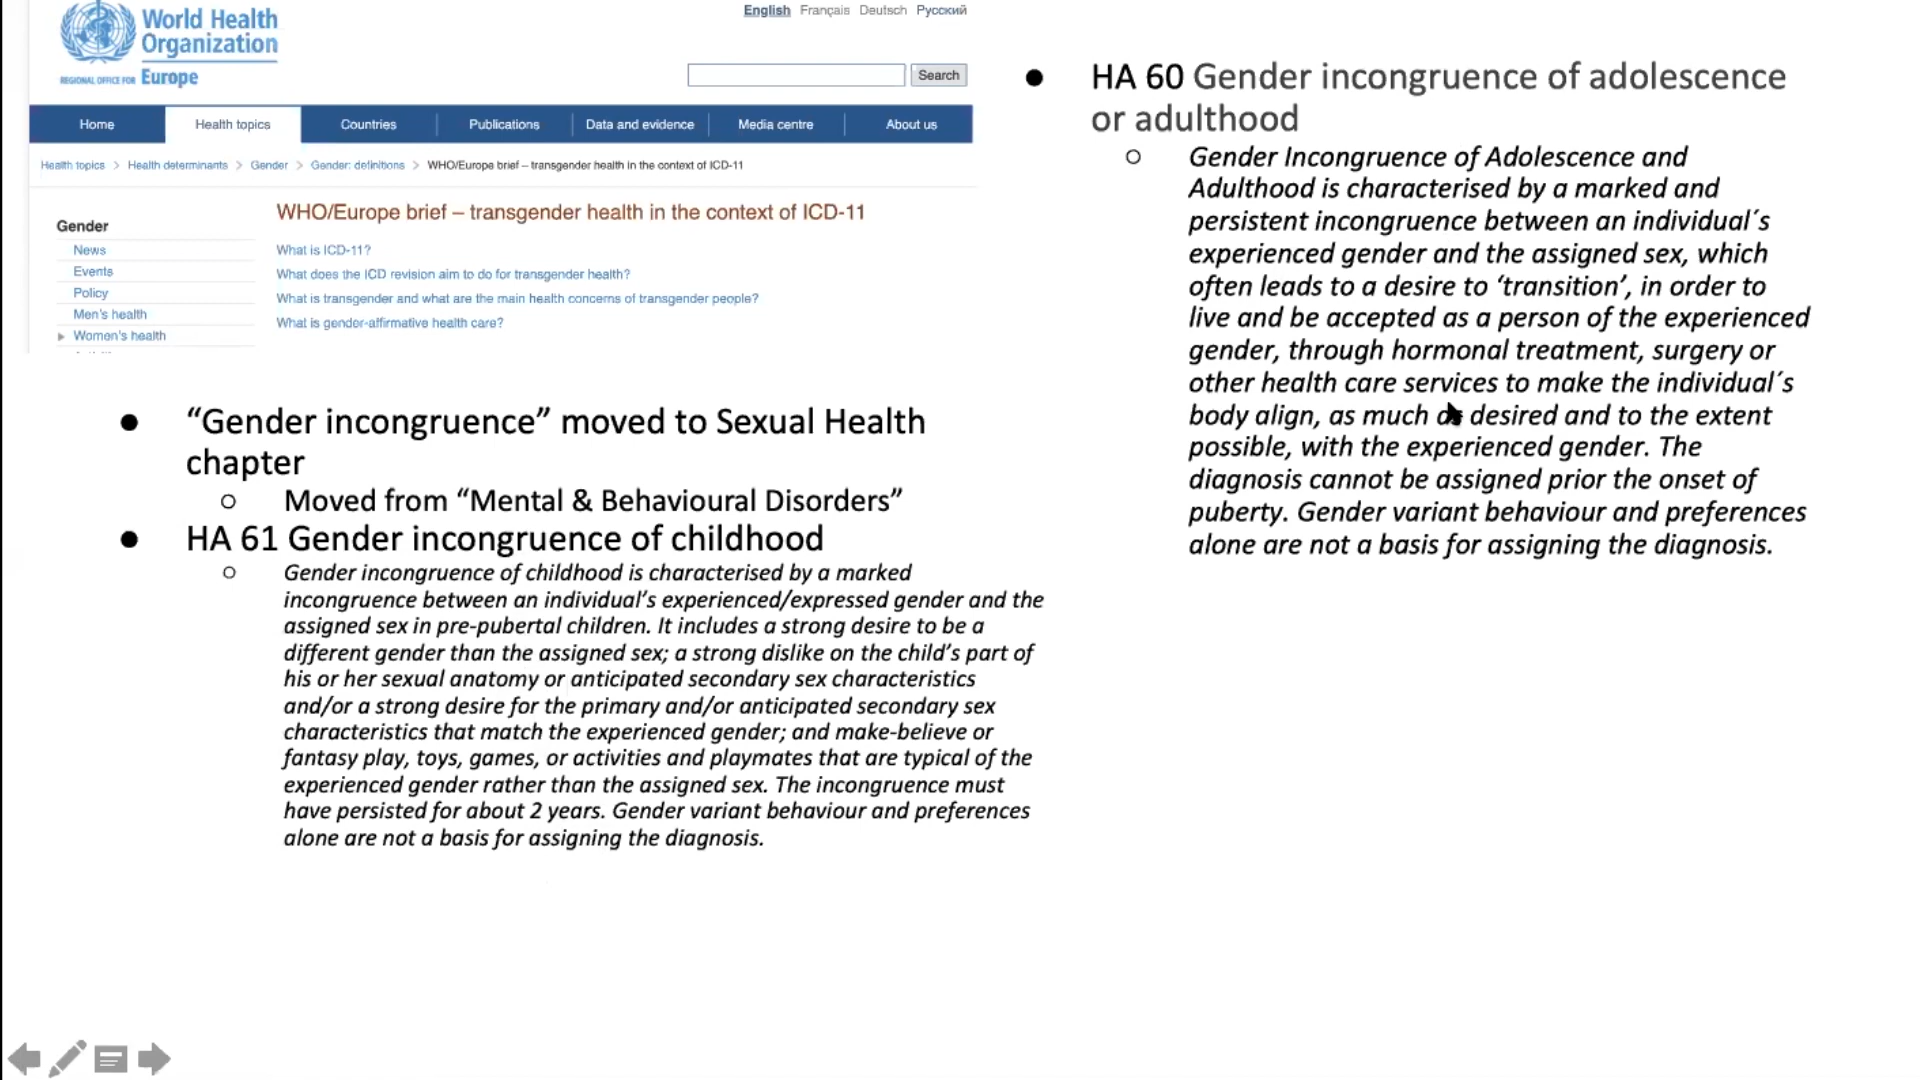 World Health
Organization
REGIONAL OFFICE FOR Europe
English Français Deutsch Русский
Search
Home Health topics Countries Publications Data and evidence Media centre About us
Health topics > Health determinants > Gender > Gender: definitions > WHO/Europe brief – transgender health in the context of ICD-11
Gender
News
Events
Policy
Men's health
Women's health
WHO/Europe brief – transgender health in the context of ICD-11
What is ICD-11?
What does the ICD revision aim to do for transgender health?
What is transgender and what are the main health concerns of transgender people?
What is gender-affirmative health care?
● “Gender incongruence” moved to Sexual Health
chapter
○ Moved from “Mental & Behavioural Disorders”
● HA 61 Gender incongruence of childhood
○ Gender incongruence of childhood is characterised by a marked
incongruence between an individual’s experienced/expressed gender and the
assigned sex in pre-pubertal children. It includes a strong desire to be a
different gender than the assigned sex; a strong dislike on the child’s part of
his or her sexual anatomy or anticipated secondary sex characteristics
and/or a strong desire for the primary and/or anticipated secondary sex
characteristics that match the experienced gender; and make-believe or
fantasy play, toys, games, or activities and playmates that are typical of the
experienced gender rather than the assigned sex. The incongruence must
have persisted for about 2 years. Gender variant behaviour and preferences
alone are not a basis for assigning the diagnosis.
● HA 60 Gender incongruence of adolescence
or adulthood
○ Gender Incongruence of Adolescence and
Adulthood is characterised by a marked and
persistent incongruence between an individual´s
experienced gender and the assigned sex, which
often leads to a desire to ‘transition’, in order to
live and be accepted as a person of the experienced
gender, through hormonal treatment, surgery or
other health care services to make the individual´s
body align, as much as desired and to the extent
possible, with the experienced gender. The
diagnosis cannot be assigned prior the onset of
puberty. Gender variant behaviour and preferences
alone are not a basis for assigning the diagnosis.